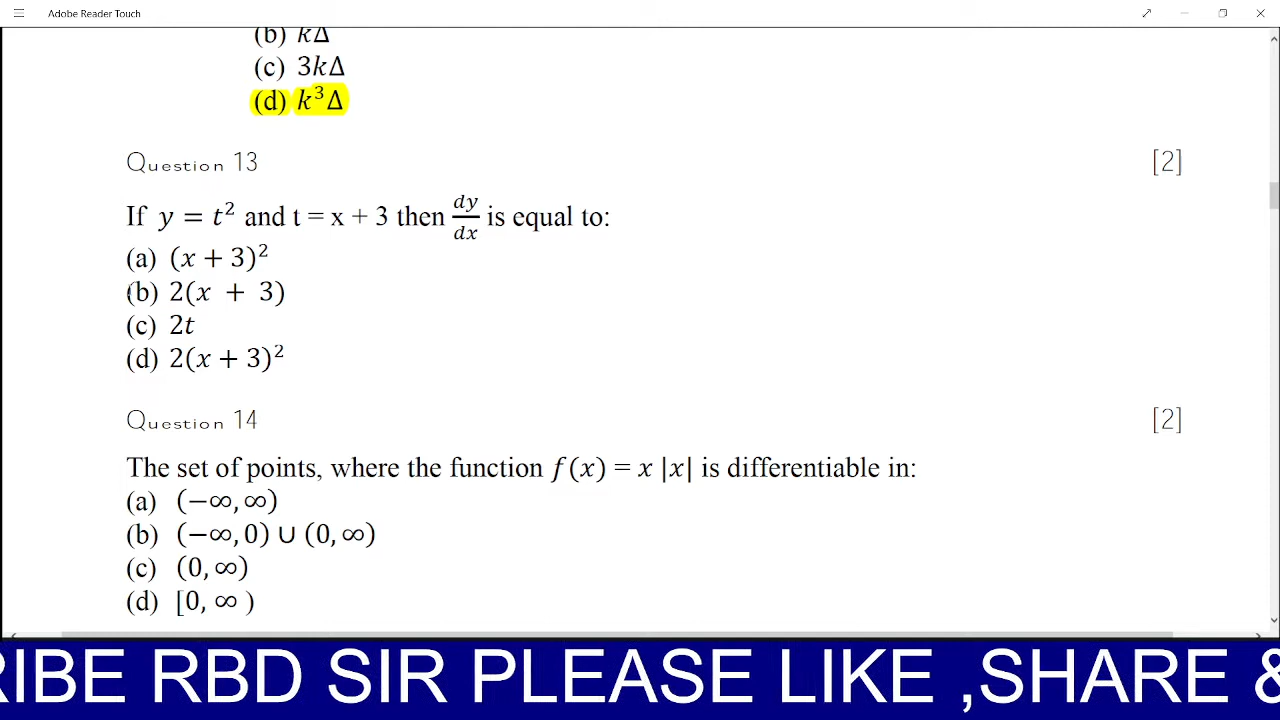 Adobe Reader Touch
(b) kΔ
(c) 3kΔ
(d) k³Δ
Question 13 [2]
If y = t² and t = x + 3 then dy/dx is equal to:
(a) (x + 3)²
(b) 2(x + 3)
(c) 2t
(d) 2(x + 3)²
Question 14 [2]
The set of points, where the function f(x) = x |x| is differentiable in:
(a) (−∞, ∞)
(b) (−∞, 0) ∪ (0, ∞)
(c) (0, ∞)
(d) [0, ∞ )
RIBE RBD SIR PLEASE LIKE ,SHARE &